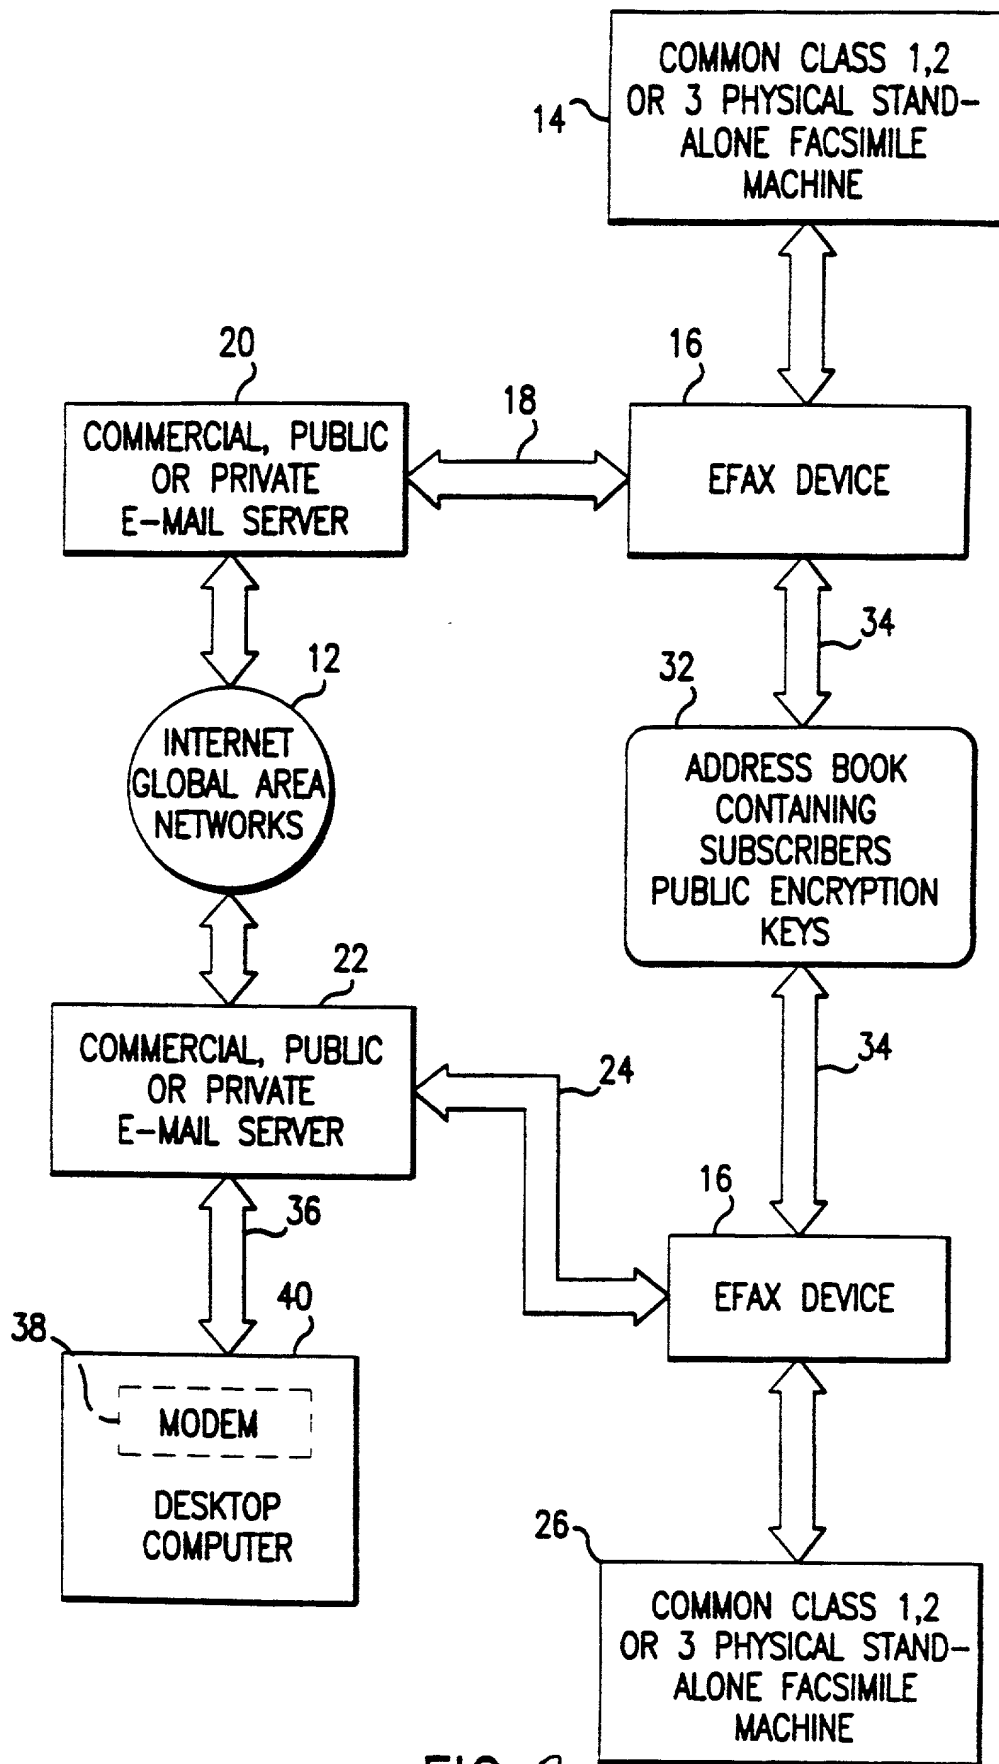 COMMON CLASS 1,2
OR 3 PHYSICAL STAND-
ALONE FACSIMILE
MACHINE
14
20
16
18
COMMERCIAL, PUBLIC
OR PRIVATE
E-MAIL SERVER
EFAX DEVICE
34
32
12
INTERNET
GLOBAL AREA
NETWORKS
ADDRESS BOOK
CONTAINING
SUBSCRIBERS
PUBLIC ENCRYPTION
KEYS
22
COMMERCIAL, PUBLIC
OR PRIVATE
E-MAIL SERVER
24
34
16
36
EFAX DEVICE
40
38
MODEM
DESKTOP
COMPUTER
26
COMMON CLASS 1,2
OR 3 PHYSICAL STAND-
ALONE FACSIMILE
MACHINE